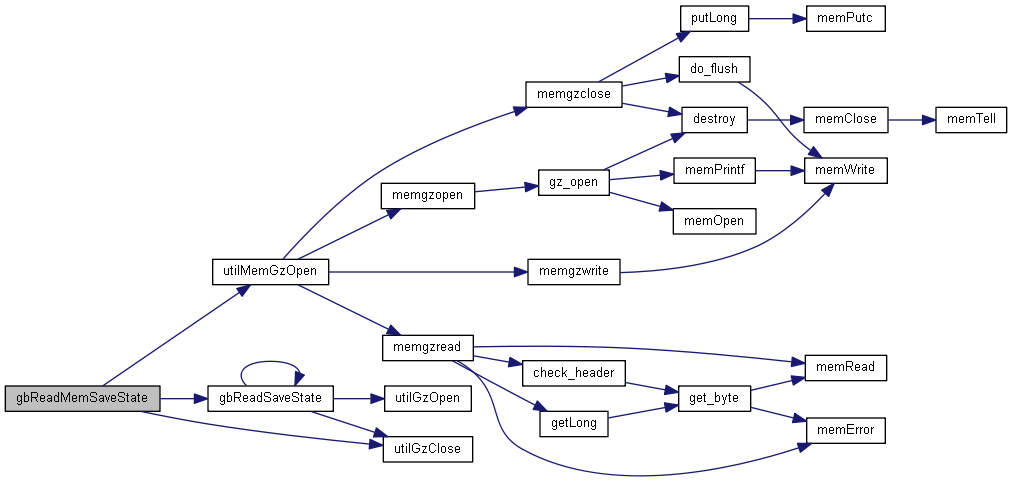 putLong
memPutc
do_flush
memgzclose
destroy
memClose
memTell
memPrintf
memWrite
gz_open
memgzopen
memOpen
utilMemGzOpen
memgzwrite
memgzread
memRead
check_header
gbReadMemSaveState
gbReadSaveState
utilGzOpen
get_byte
getLong
memError
utilGzClose